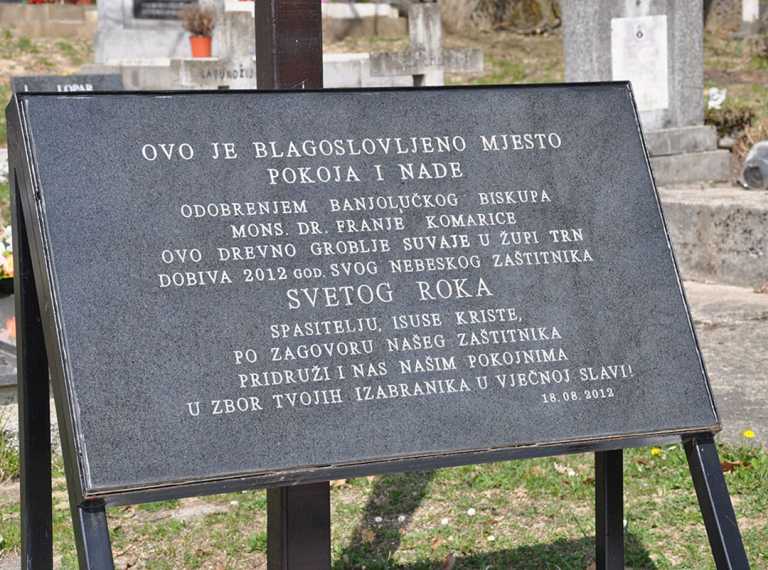 LOPAR
OVO JE BLAGOSLOVLJENO MJESTO
POKOJA I NADE
ODOBRENJEM BANJOLUČKOG BISKUPA
MONS. DR. FRANJE KOMARICE
OVO DREVNO GROBLJE SUVAJE U ŽUPI TRN
DOBIVA 2012 GOD. SVOG NEBESKOG ZAŠTITNIKA
SVETOG ROKA
SPASITELJU, ISUSE KRISTE,
PO ZAGOVORU NAŠEG ZAŠTITNIKA
PRIDRUŽI I NAS NAŠIM POKOJNIMA
U ZBOR TVOJIH IZABRANIKA U VJEČNOJ SLAVI!
18.08.2012